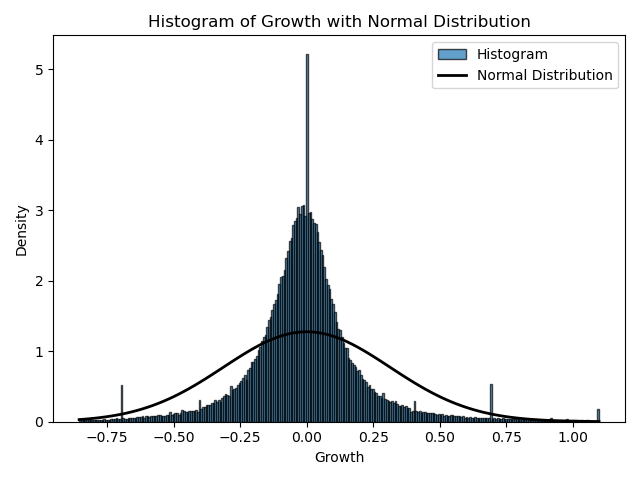 Histogram of Growth with Normal Distribution
Histogram
Normal Distribution
Density
5
4
3
2
1
0
−0.75 −0.50 −0.25 0.00 0.25 0.50 0.75 1.00
Growth